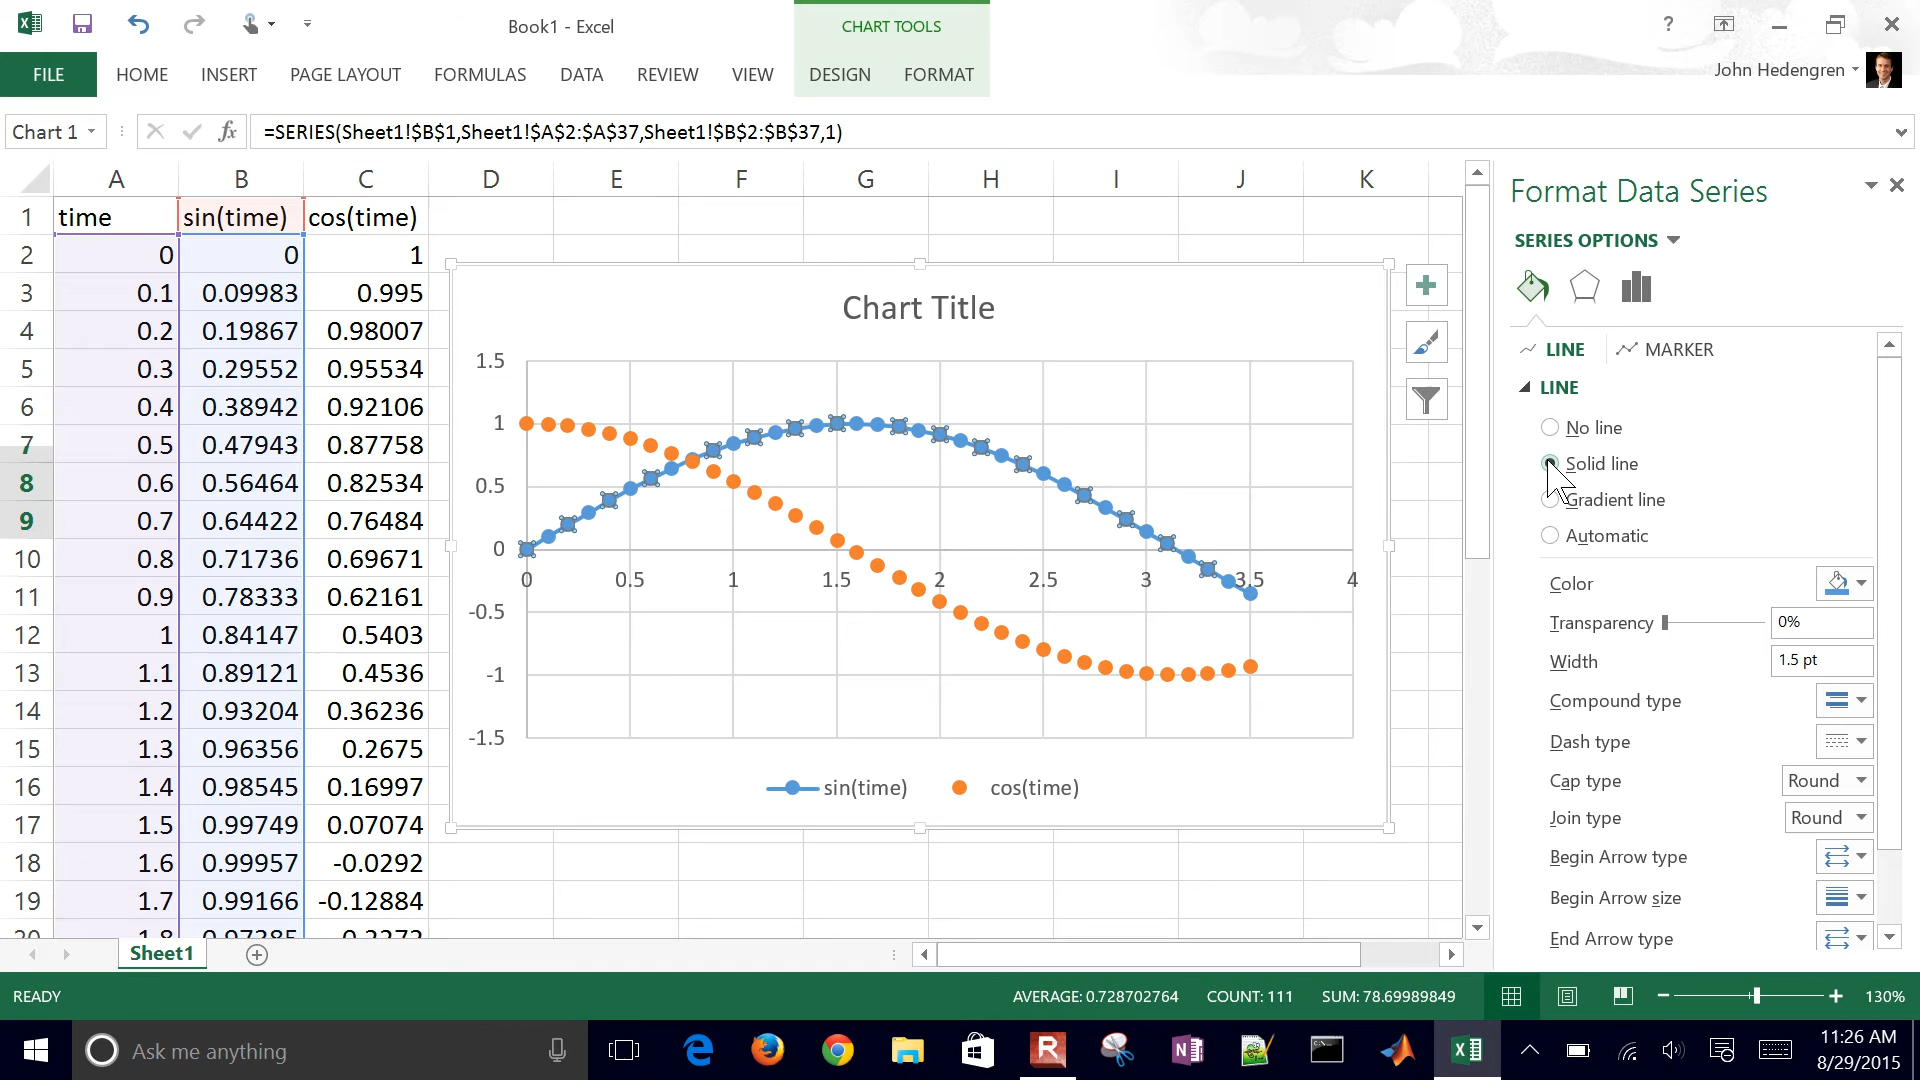 Book1 - Excel
CHART TOOLS
?
FILE HOME INSERT PAGE LAYOUT FORMULAS DATA REVIEW VIEW DESIGN FORMAT
John Hedengren
Chart 1 fx =SERIES(Sheet1!$B$1,Sheet1!$A$2:$A$37,Sheet1!$B$2:$B$37,1)
A B C D E F G H I J K
1 time sin(time) cos(time)
2 0 0 1
3 0.1 0.09983 0.995
4 0.2 0.19867 0.98007
5 0.3 0.29552 0.95534
6 0.4 0.38942 0.92106
7 0.5 0.47943 0.87758
8 0.6 0.56464 0.82534
9 0.7 0.64422 0.76484
10 0.8 0.71736 0.69671
11 0.9 0.78333 0.62161
12 1 0.84147 0.5403
13 1.1 0.89121 0.4536
14 1.2 0.93204 0.36236
15 1.3 0.96356 0.2675
16 1.4 0.98545 0.16997
17 1.5 0.99749 0.07074
18 1.6 0.99957 -0.0292
19 1.7 0.99166 -0.12884
Chart Title
1.5
1
0.5
0
0 0.5 1 1.5 2 2.5 3 3.5 4
-0.5
-1
-1.5
sin(time) cos(time)
Format Data Series
SERIES OPTIONS
LINE MARKER
LINE
No line
Solid line
Gradient line
Automatic
Color
Transparency 0%
Width 1.5 pt
Compound type
Dash type
Cap type Round
Join type Round
Begin Arrow type
Begin Arrow size
End Arrow type
Sheet1
READY AVERAGE: 0.728702764 COUNT: 111 SUM: 78.69989849 130%
Ask me anything
11:26 AM
8/29/2015